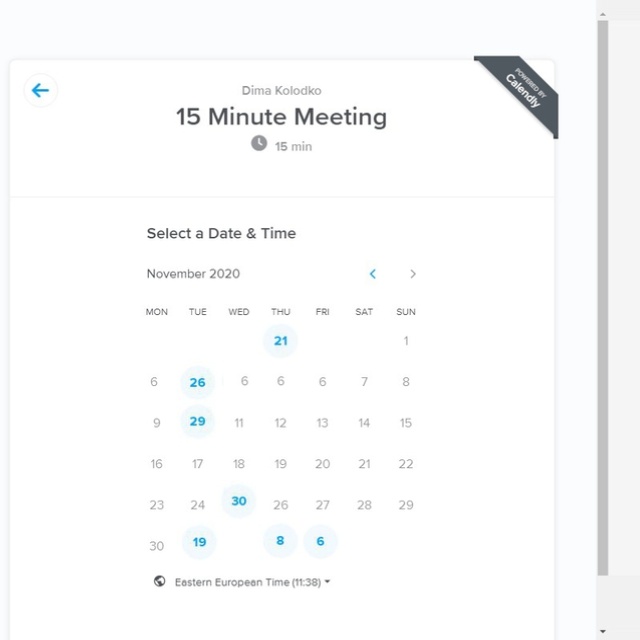 POWERED BY
Calendly
Dima Kolodko
15 Minute Meeting
15 min
Select a Date & Time
November 2020
MON TUE WED THU FRI SAT SUN
21 1
6 26 6 6 6 7 8
9 29 11 12 13 14 15
16 17 18 19 20 21 22
23 24 30 26 27 28 29
30 19 8 6
Eastern European Time (11:38)